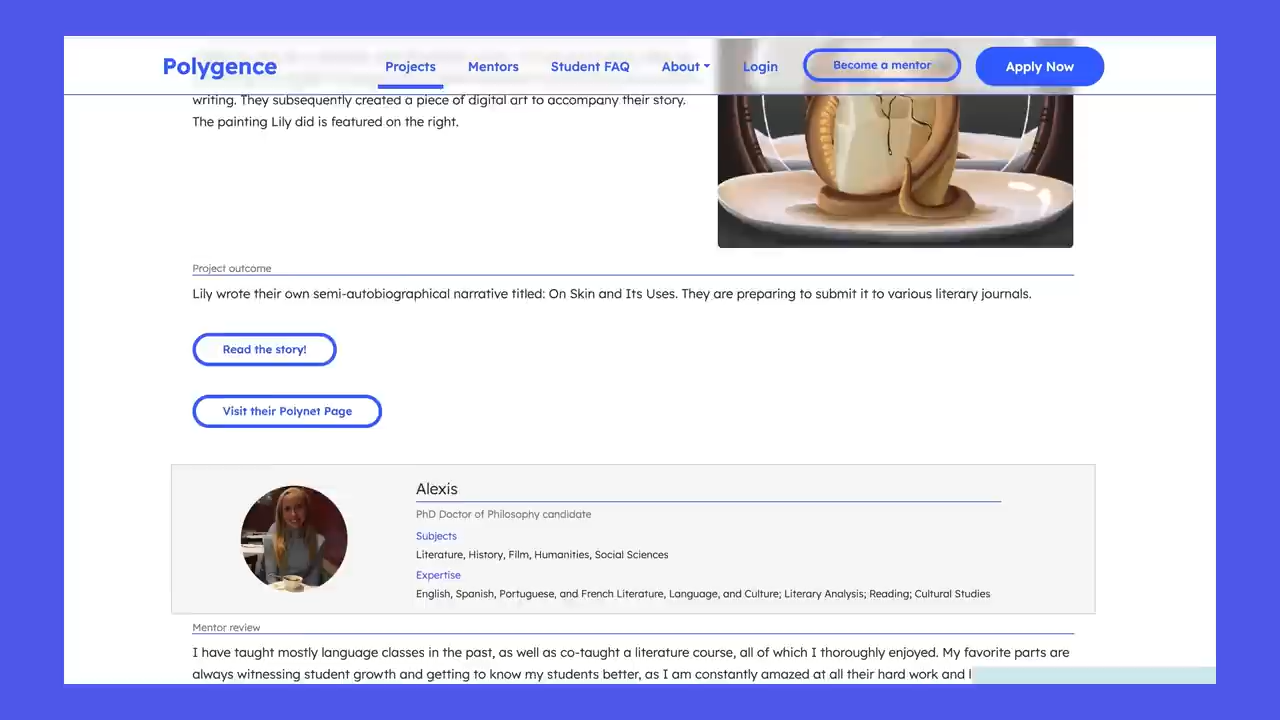 Polygence
Projects
Mentors
Student FAQ
About
Login
Become a mentor
Apply Now
writing. They subsequently created a piece of digital art to accompany their story.
The painting Lily did is featured on the right.
Project outcome
Lily wrote their own semi-autobiographical narrative titled: On Skin and Its Uses. They are preparing to submit it to various literary journals.
Read the story!
Visit their Polynet Page
Alexis
PhD Doctor of Philosophy candidate
Subjects
Literature, History, Film, Humanities, Social Sciences
Expertise
English, Spanish, Portuguese, and French Literature, Language, and Culture; Literary Analysis; Reading; Cultural Studies
Mentor review
I have taught mostly language classes in the past, as well as co-taught a literature course, all of which I thoroughly enjoyed. My favorite parts are
always witnessing student growth and getting to know my students better, as I am constantly amazed at all their hard work and